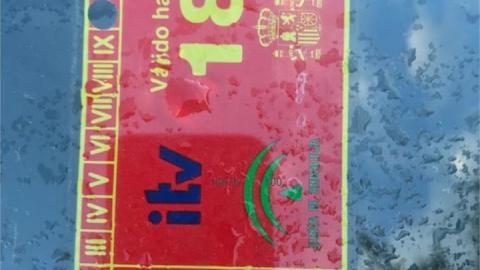 III IV V VI VII VIII IX
itv
Válido ha
18